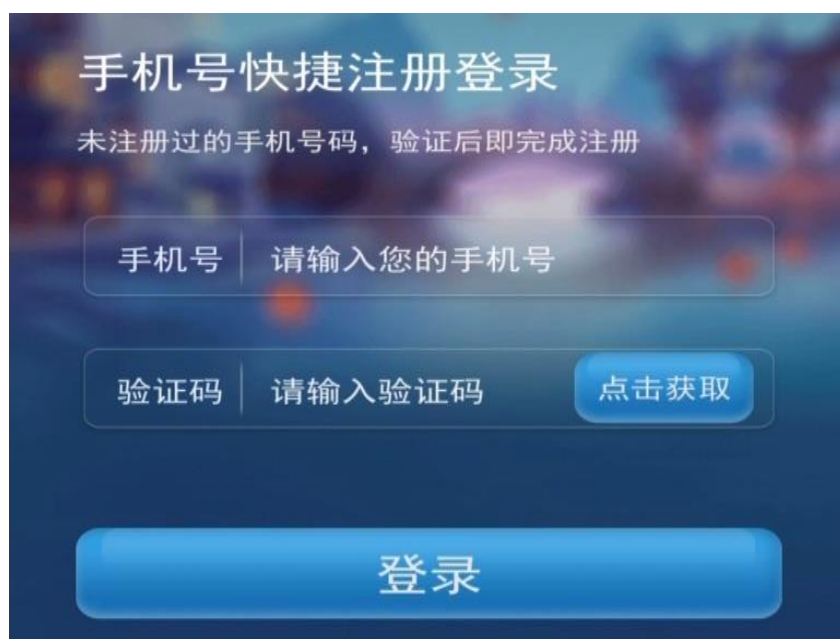 手机号快捷注册登录
未注册过的手机号码，验证后即完成注册
手机号 请输入您的手机号
验证码 请输入验证码 点击获取
登录